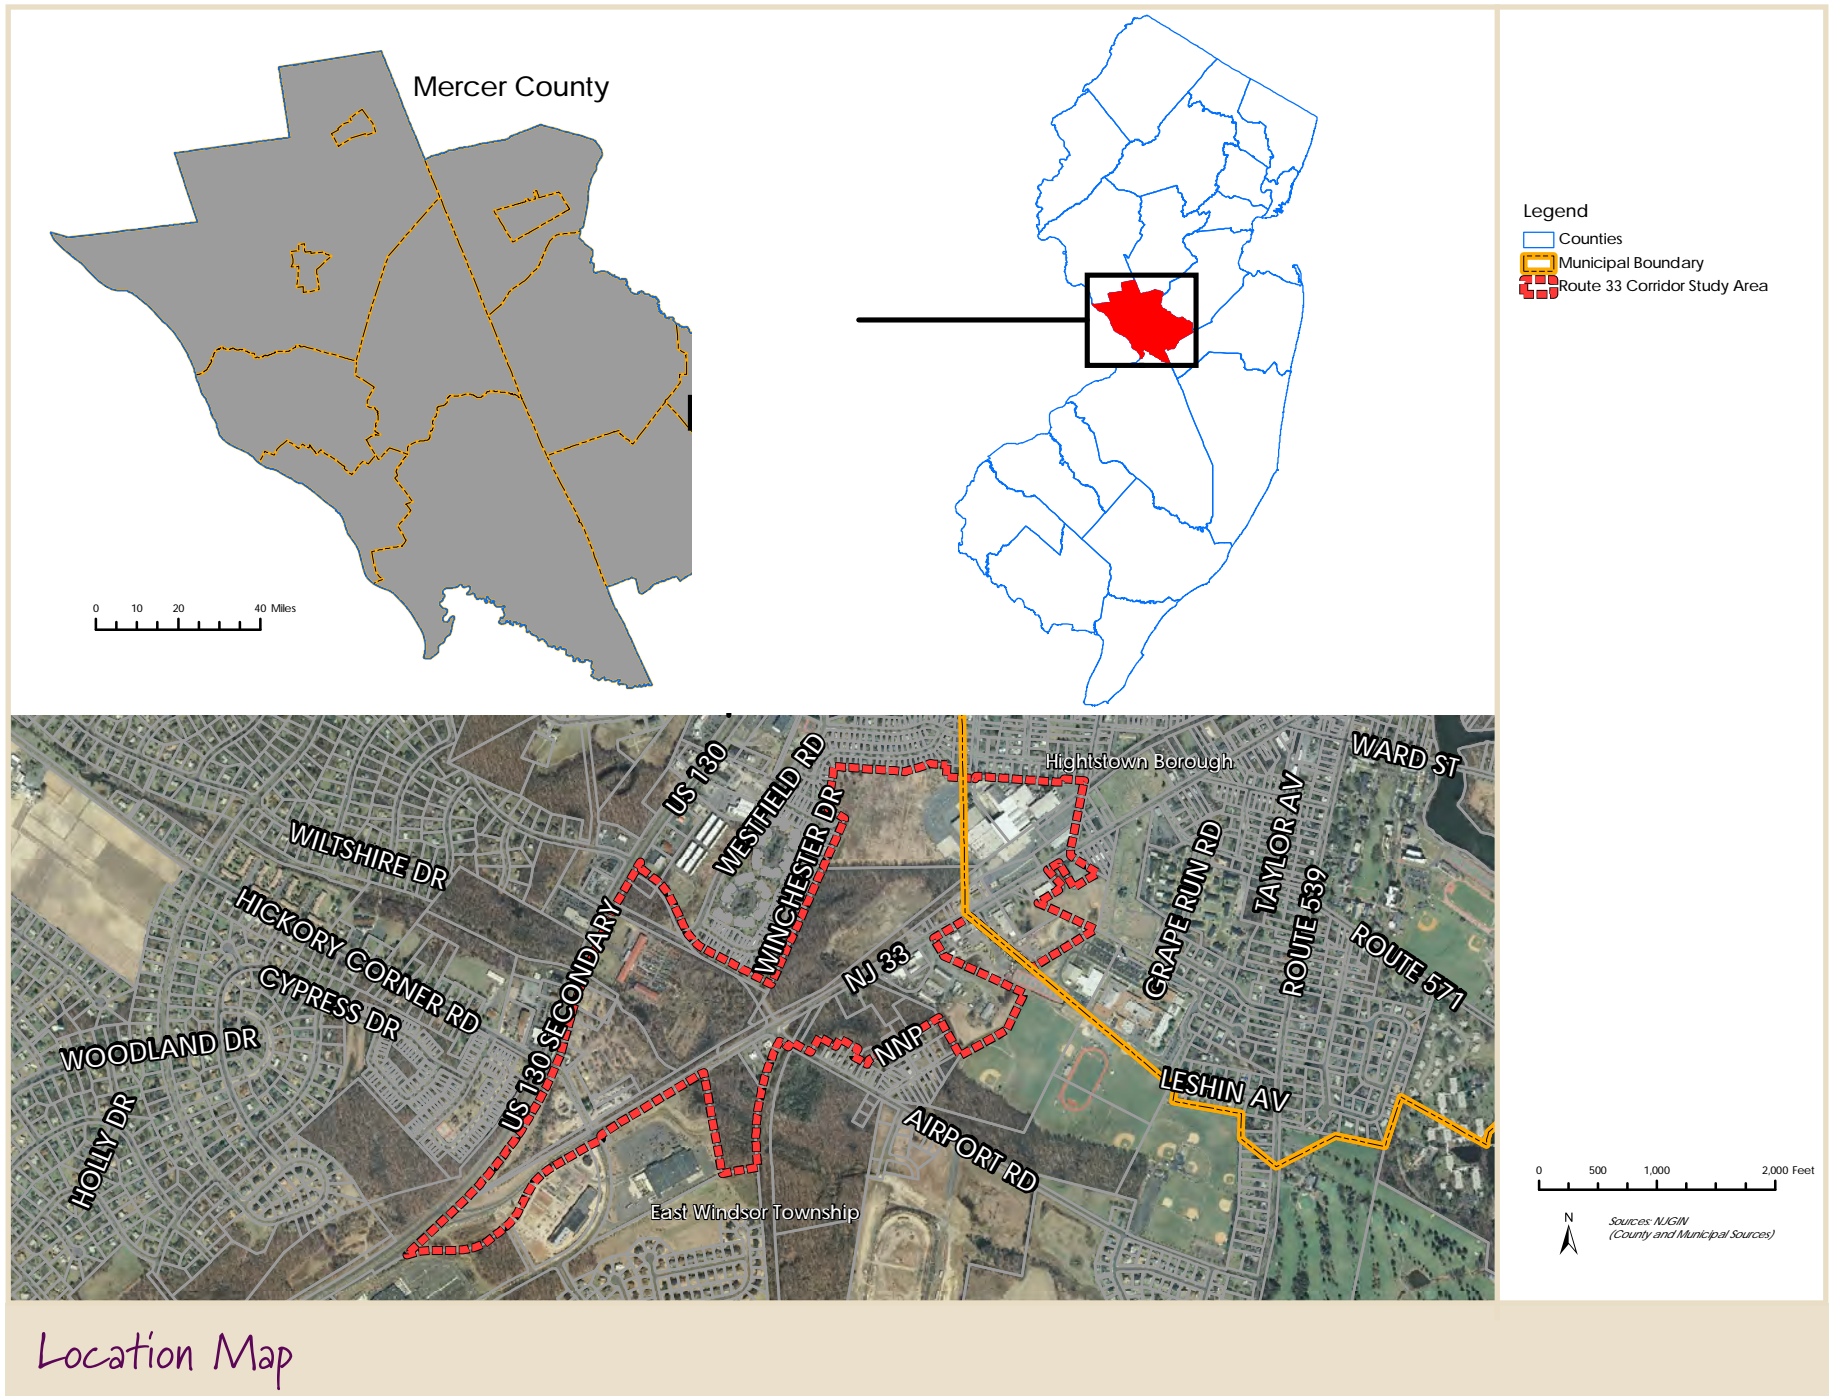 Mercer County
0 10 20 40 Miles
Legend
Counties
Municipal Boundary
Route 33 Corridor Study Area
US 130
WESTFIELD RD
WINCHESTER DR
Hightstown Borough
WARD ST
TAYLOR AV
GRAPE RUN RD
ROUTE 539
ROUTE 571
WILTSHIRE DR
HICKORY CORNER RD
CYPRESS DR
WOODLAND DR
HOLLY DR
US 130 SECONDARY
NJ 33
NNP
LESHIN AV
AIRPORT RD
East Windsor Township
0 500 1,000 2,000 Feet
N
Sources: NJGIN
(County and Municipal Sources)
Location Map